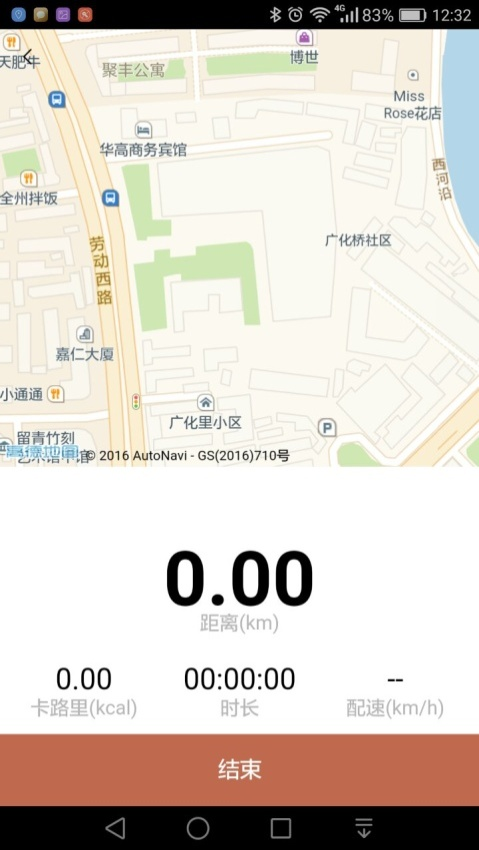 4G
83%
12:32
天肥牛
聚丰公寓
博世
Miss
Rose花店
华高商务宾馆
西河沿
全州拌饭
广化桥社区
劳动西路
嘉仁大厦
小通通
广化里小区
P
留青竹刻
高德地图
© 2016 AutoNavi - GS(2016)710号
0.00
距离(km)
0.00
00:00:00
--
卡路里(kcal)
时长
配速(km/h)
结束